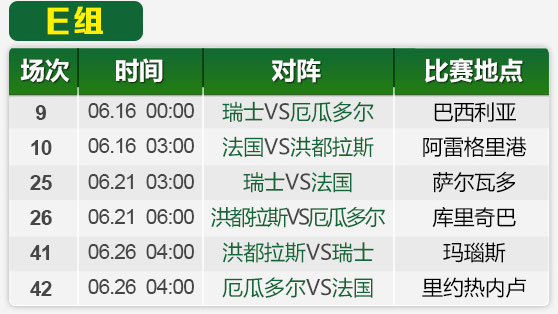 E组
场次 时间 对阵 比赛地点
9 06.16 00:00 瑞士VS厄瓜多尔 巴西利亚
10 06.16 03:00 法国VS洪都拉斯 阿雷格里港
25 06.21 03:00 瑞士VS法国 萨尔瓦多
26 06.21 06:00 洪都拉斯VS厄瓜多尔 库里奇巴
41 06.26 04:00 洪都拉斯VS瑞士 玛瑙斯
42 06.26 04:00 厄瓜多尔VS法国 里约热内卢